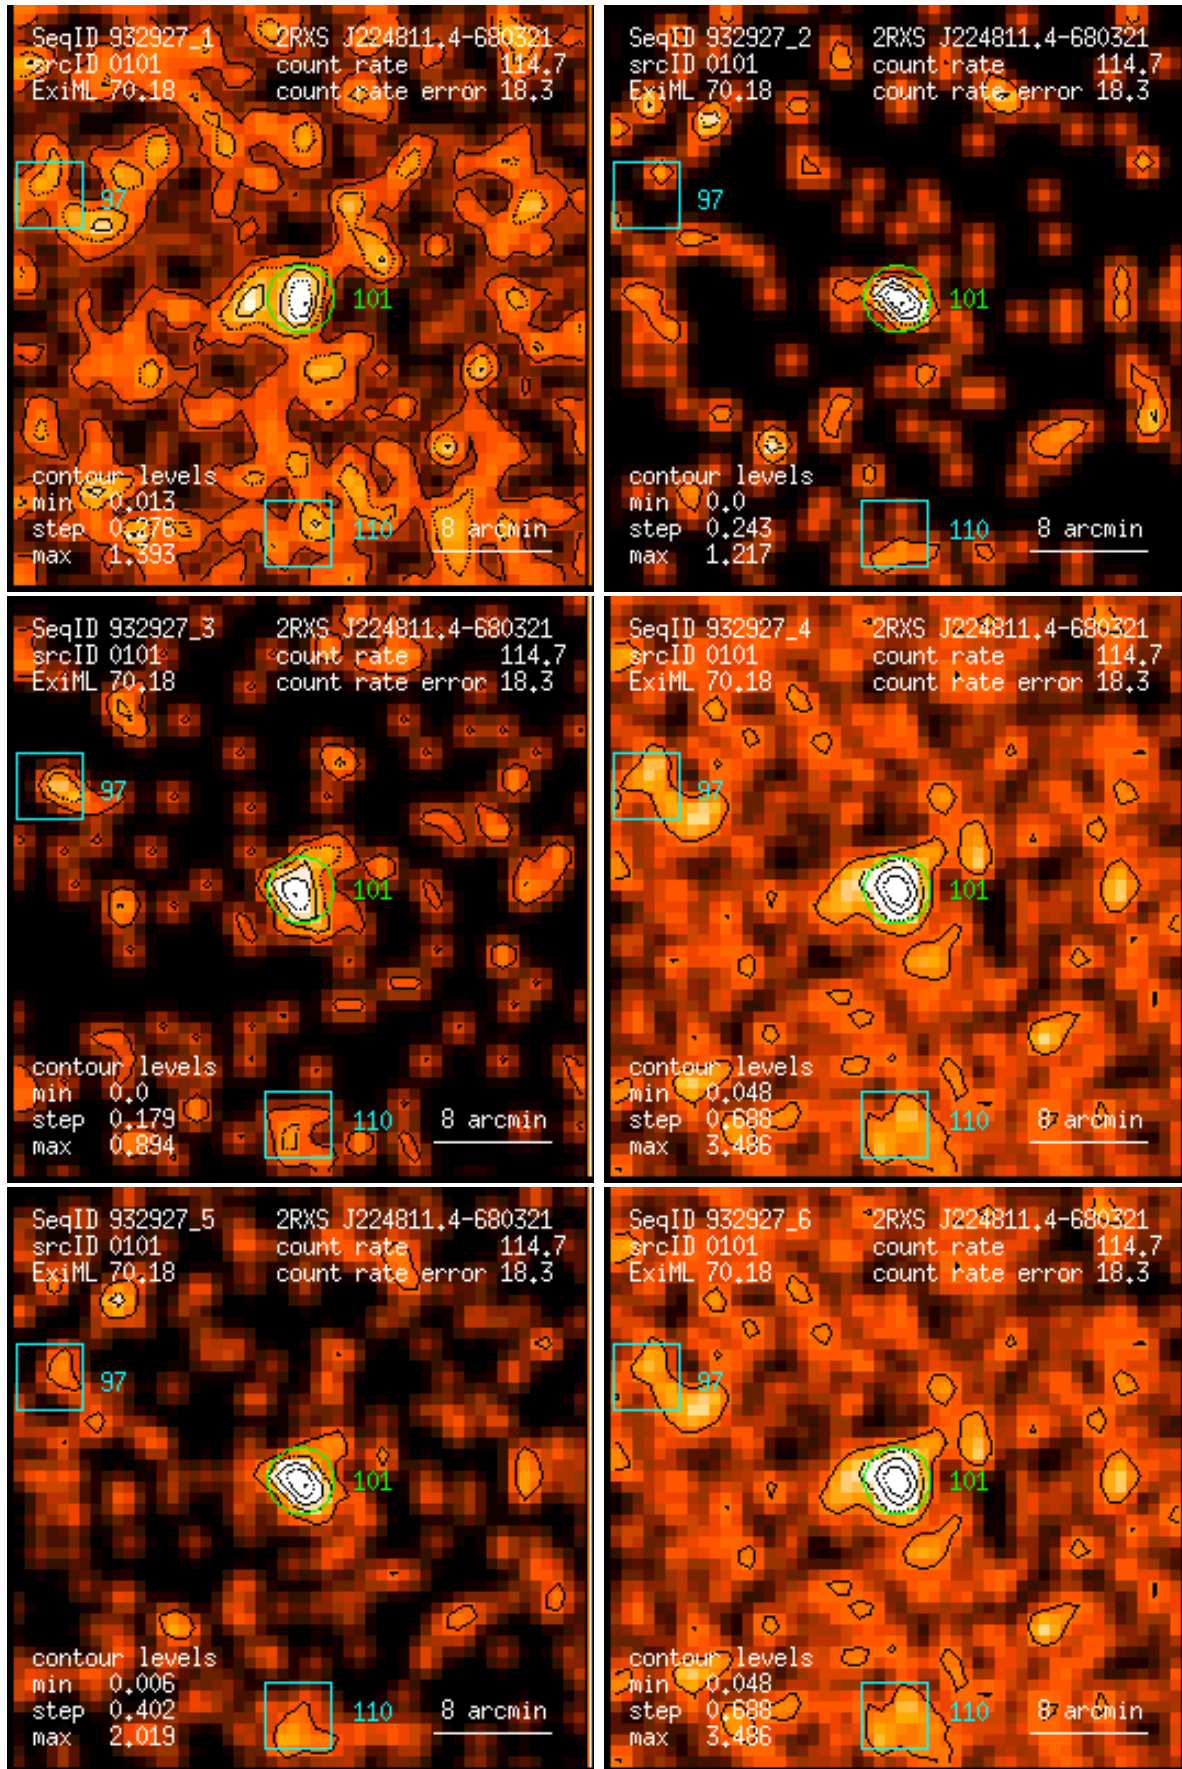 SeqID 932927_1 2RXS J224811.4-680321
srcID 0101 count rate 114.7
ExiML 70.18 count rate error 18.3
97
101
contour levels
min 0.013
step 0.276 110 8 arcmin
max 1.393
SeqID 932927_2 2RXS J224811.4-680321
srcID 0101 count rate 114.7
ExiML 70.18 count rate error 18.3
97
101
contour levels
min 0.0
step 0.243 110 8 arcmin
max 1.217
SeqID 932927_3 2RXS J224811.4-680321
srcID 0101 count rate 114.7
ExiML 70.18 count rate error 18.3
97
101
contour levels
min 0.0
step 0.179 110 8 arcmin
max 0.894
SeqID 932927_4 2RXS J224811.4-680321
srcID 0101 count rate 114.7
ExiML 70.18 count rate error 18.3
97
101
contour levels
min 0.048
step 0.688 110 8 arcmin
max 3.486
SeqID 932927_5 2RXS J224811.4-680321
srcID 0101 count rate 114.7
ExiML 70.18 count rate error 18.3
97
101
contour levels
min 0.006
step 0.402 110 8 arcmin
max 2.019
SeqID 932927_6 2RXS J224811.4-680321
srcID 0101 count rate 114.7
ExiML 70.18 count rate error 18.3
97
101
contour levels
min 0.048
step 0.688 110 8 arcmin
max 3.486